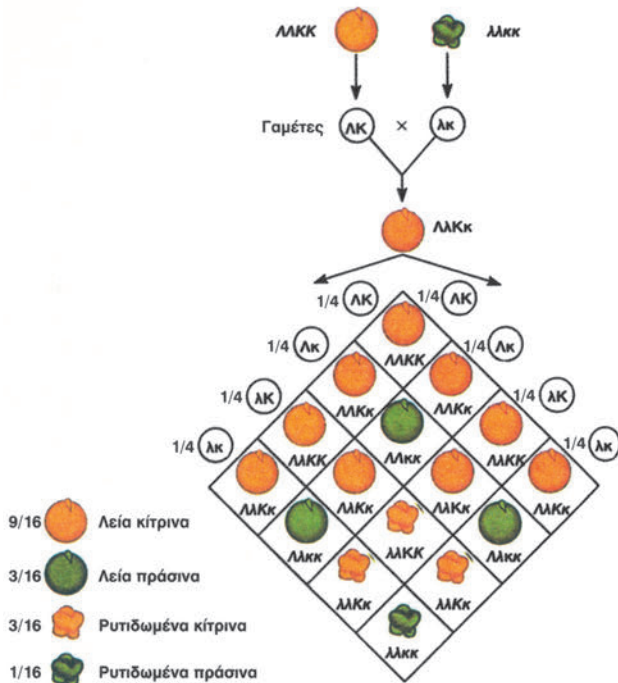 ΛΛΚΚ λλκκ
Γαμέτες ΛΚ × λκ
ΛλΚκ
1/4 ΛΚ 1/4 ΛΚ
1/4 Λκ 1/4 Λκ
ΛΛΚΚ
1/4 λΚ 1/4 λΚ
ΛΛΚκ ΛΛΚκ
1/4 λκ 1/4 λκ
ΛλΚΚ ΛΛκκ ΛλΚΚ
ΛλΚκ ΛλΚκ ΛλΚκ ΛλΚκ
9/16 Λεία κίτρινα
Λλκκ λλΚΚ Λλκκ
3/16 Λεία πράσινα
λλΚκ λλΚκ
3/16 Ρυτιδωμένα κίτρινα
λλκκ
1/16 Ρυτιδωμένα πράσινα